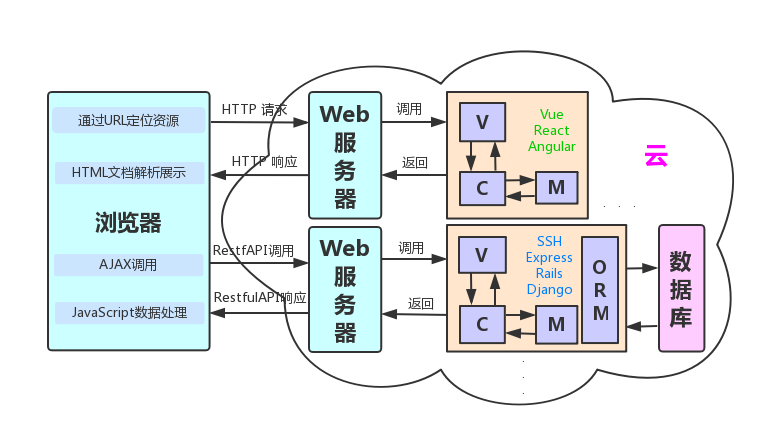 通过URL定位资源
HTML文档解析展示
浏览器
AJAX调用
JavaScript数据处理
HTTP 请求
HTTP 响应
RestfAPI调用
RestfulAPI响应
Web
服
务
器
Web
服
务
器
调用
返回
调用
返回
V
C
M
Vue
React
Angular
云
. . .
V
C
M
SSH
Express
Rails
Django
O
R
M
数
据
库
.
.
.